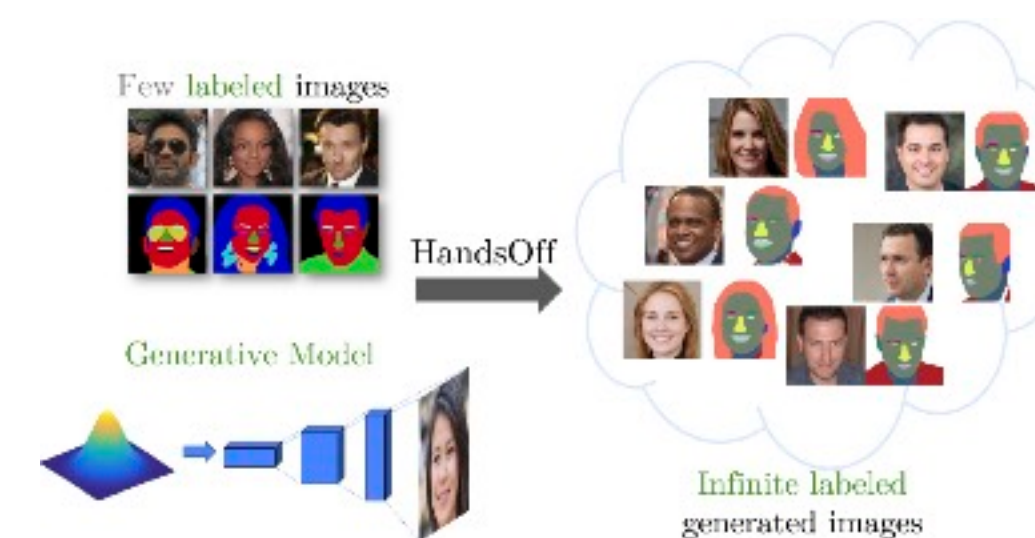 Few labeled images
HandsOff
Generative Model
Infinite labeled
generated images